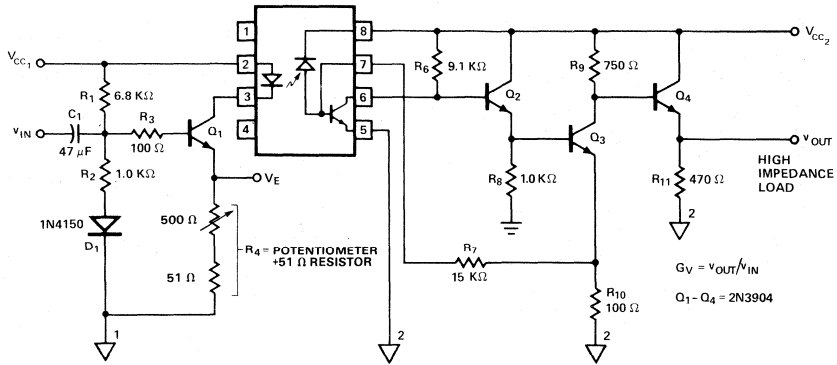 1
8
V_CC1
V_CC2
2
7
R6 9.1 KΩ
R9 750 Ω
R1 6.8 KΩ
Q2
Q4
3
6
C1
R3
Q1
Q3
v_IN
47 μF
100 Ω
4
5
v_OUT
HIGH
IMPEDANCE
LOAD
R2 1.0 KΩ
V_E
R8 1.0 KΩ
R11 470 Ω
1N4150
D1
500 Ω
R4 = POTENTIOMETER
+51 Ω RESISTOR
2
R7
15 KΩ
51 Ω
G_V = v_OUT/v_IN
R10
100 Ω
Q1 - Q4 = 2N3904
1
2
2